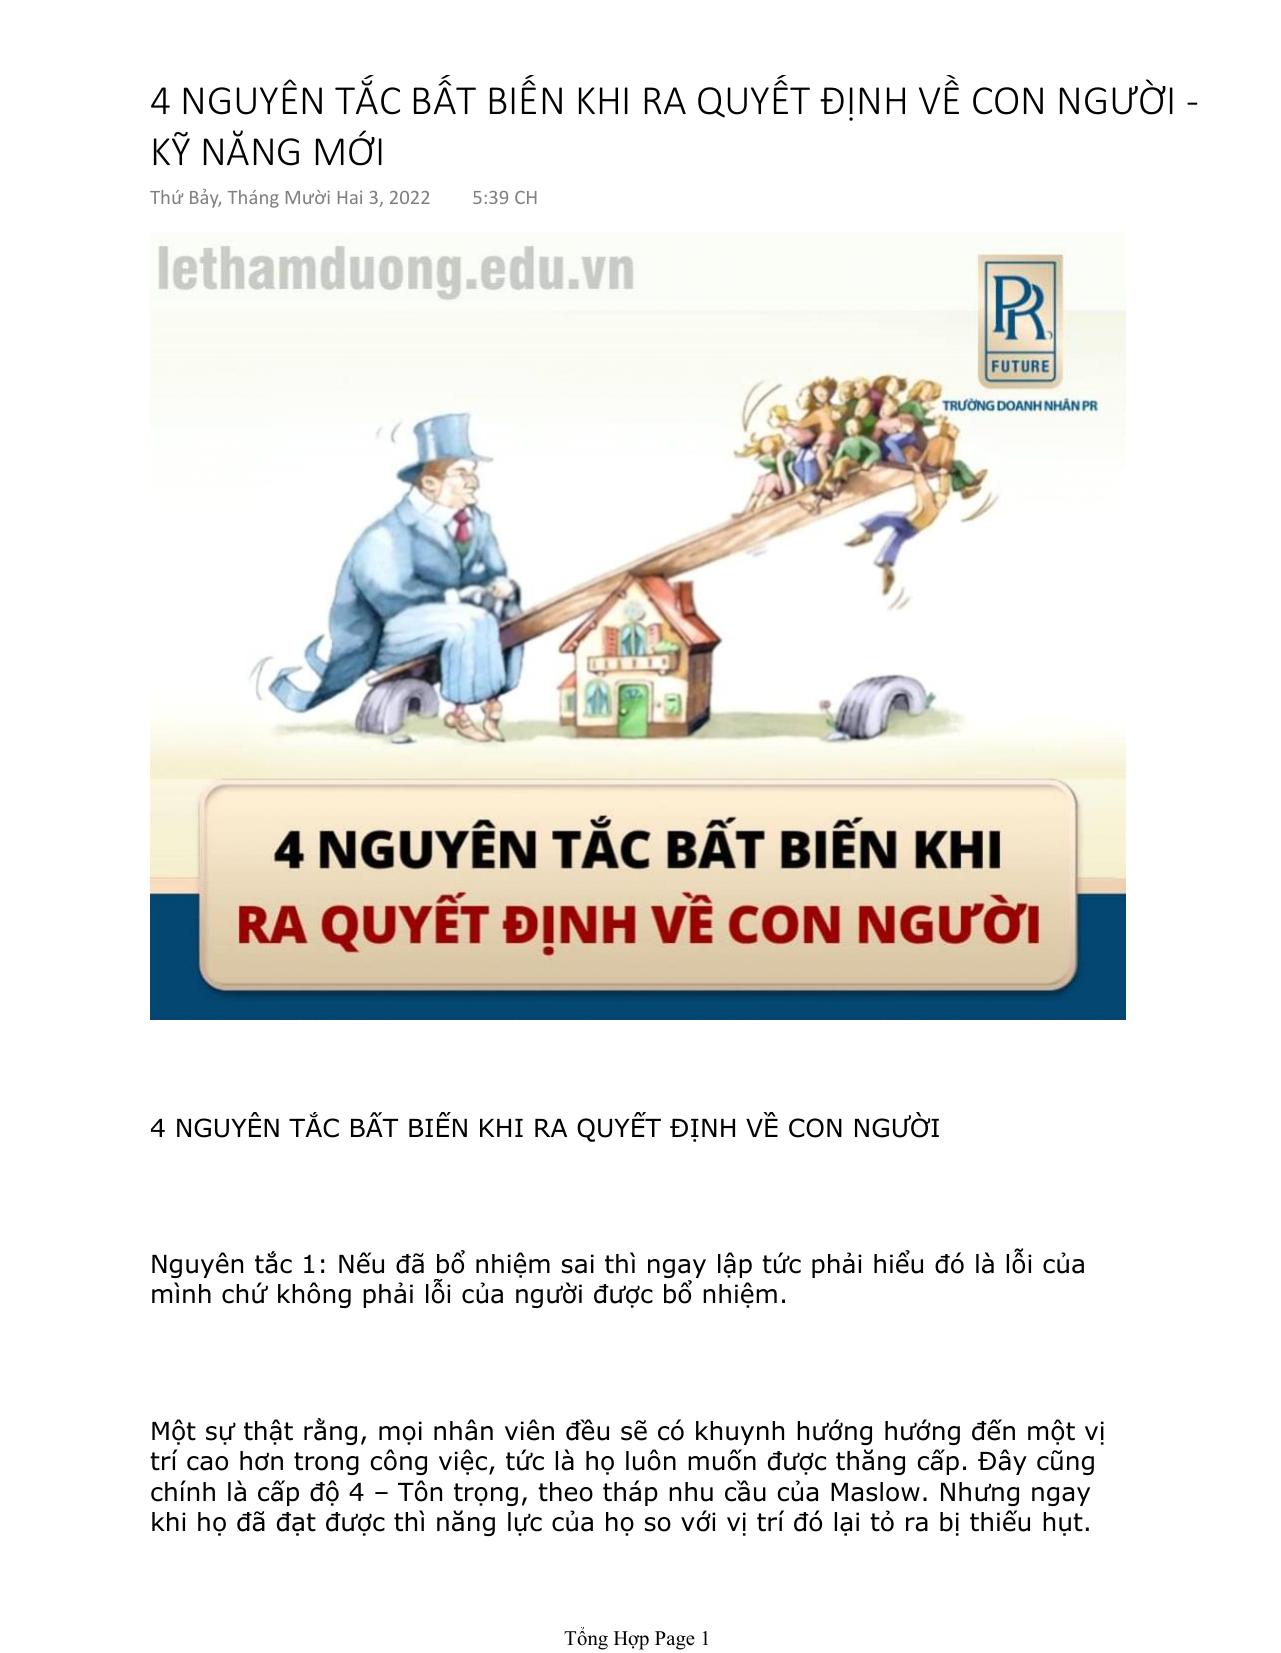 4 NGUYÊN TẮC BẤT BIẾN KHI RA QUYẾT ĐỊNH VỀ CON NGƯỜI -
KỸ NĂNG MỚI
Thứ Bảy, Tháng Mười Hai 3, 2022 5:39 CH
lethamduong.edu.vn
PR
FUTURE
TRƯỜNG DOANH NHÂN PR
4 NGUYÊN TẮC BẤT BIẾN KHI
RA QUYẾT ĐỊNH VỀ CON NGƯỜI
4 NGUYÊN TẮC BẤT BIẾN KHI RA QUYẾT ĐỊNH VỀ CON NGƯỜI
Nguyên tắc 1: Nếu đã bổ nhiệm sai thì ngay lập tức phải hiểu đó là lỗi của
mình chứ không phải lỗi của người được bổ nhiệm.
Một sự thật rằng, mọi nhân viên đều sẽ có khuynh hướng hướng đến một vị
trí cao hơn trong công việc, tức là họ luôn muốn được thăng cấp. Đây cũng
chính là cấp độ 4 – Tôn trọng, theo tháp nhu cầu của Maslow. Nhưng ngay
khi họ đã đạt được thì năng lực của họ so với vị trí đó lại tỏ ra bị thiếu hụt.
Tổng Hợp Page 1